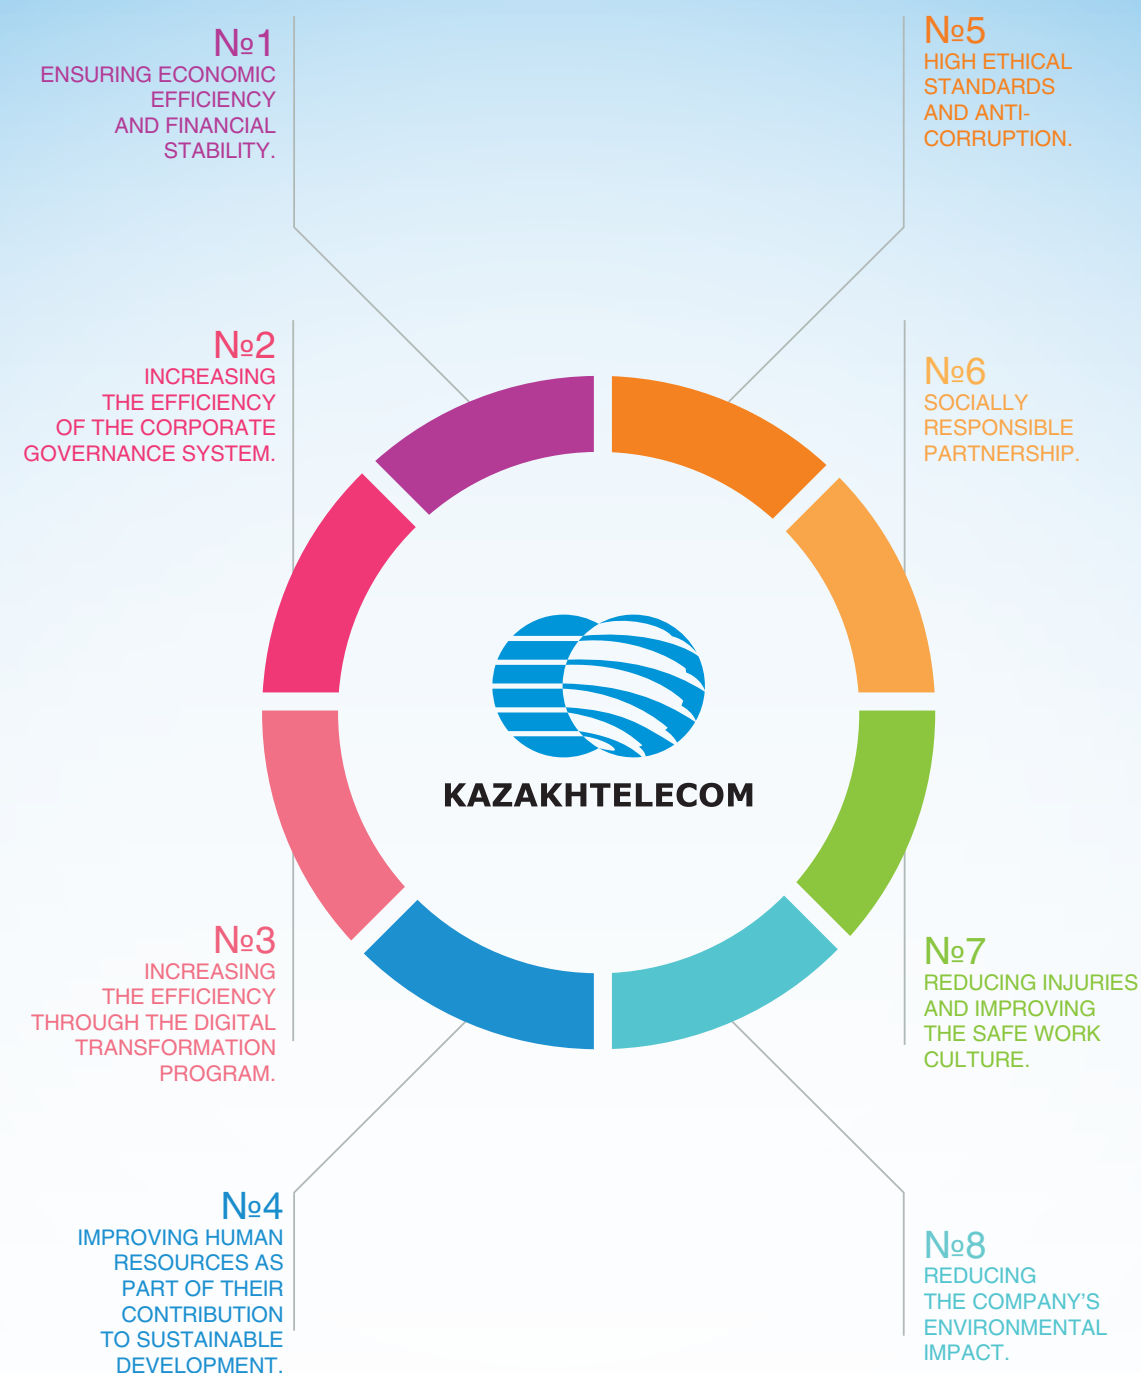 №1
ENSURING ECONOMIC
EFFICIENCY
AND FINANCIAL
STABILITY.
№2
INCREASING
THE EFFICIENCY
OF THE CORPORATE
GOVERNANCE SYSTEM.
№3
INCREASING
THE EFFICIENCY
THROUGH THE DIGITAL
TRANSFORMATION
PROGRAM.
№4
IMPROVING HUMAN
RESOURCES AS
PART OF THEIR
CONTRIBUTION
TO SUSTAINABLE
DEVELOPMENT.
KAZAKHTELECOM
№5
HIGH ETHICAL
STANDARDS
AND ANTI-
CORRUPTION.
№6
SOCIALLY
RESPONSIBLE
PARTNERSHIP.
№7
REDUCING INJURIES
AND IMPROVING
THE SAFE WORK
CULTURE.
№8
REDUCING
THE COMPANY’S
ENVIRONMENTAL
IMPACT.